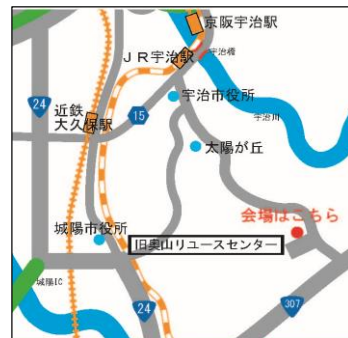 京阪宇治駅
宇治橋
ＪＲ宇治駅
宇治市役所
24
近鉄
大久保駅
15
宇治川
太陽が丘
会場はこちら
城陽市役所
旧奥山リユースセンター
城陽IC
24
307